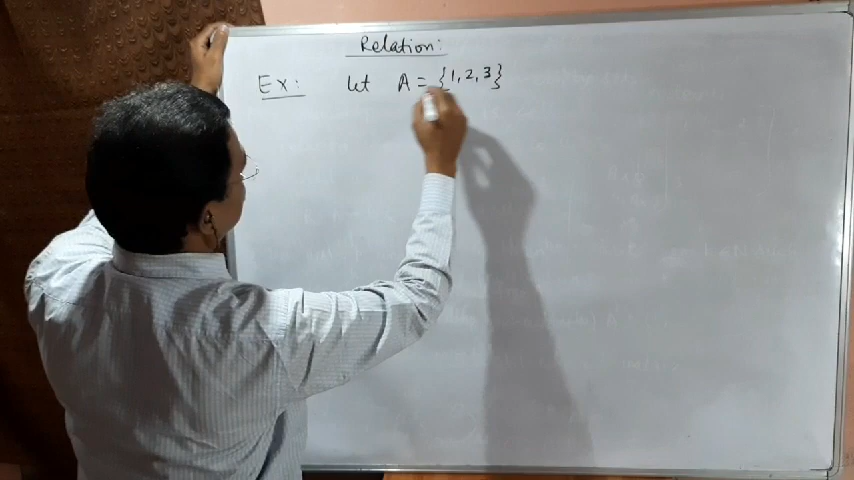 Relation:
Ex: Let A = {1, 2, 3}